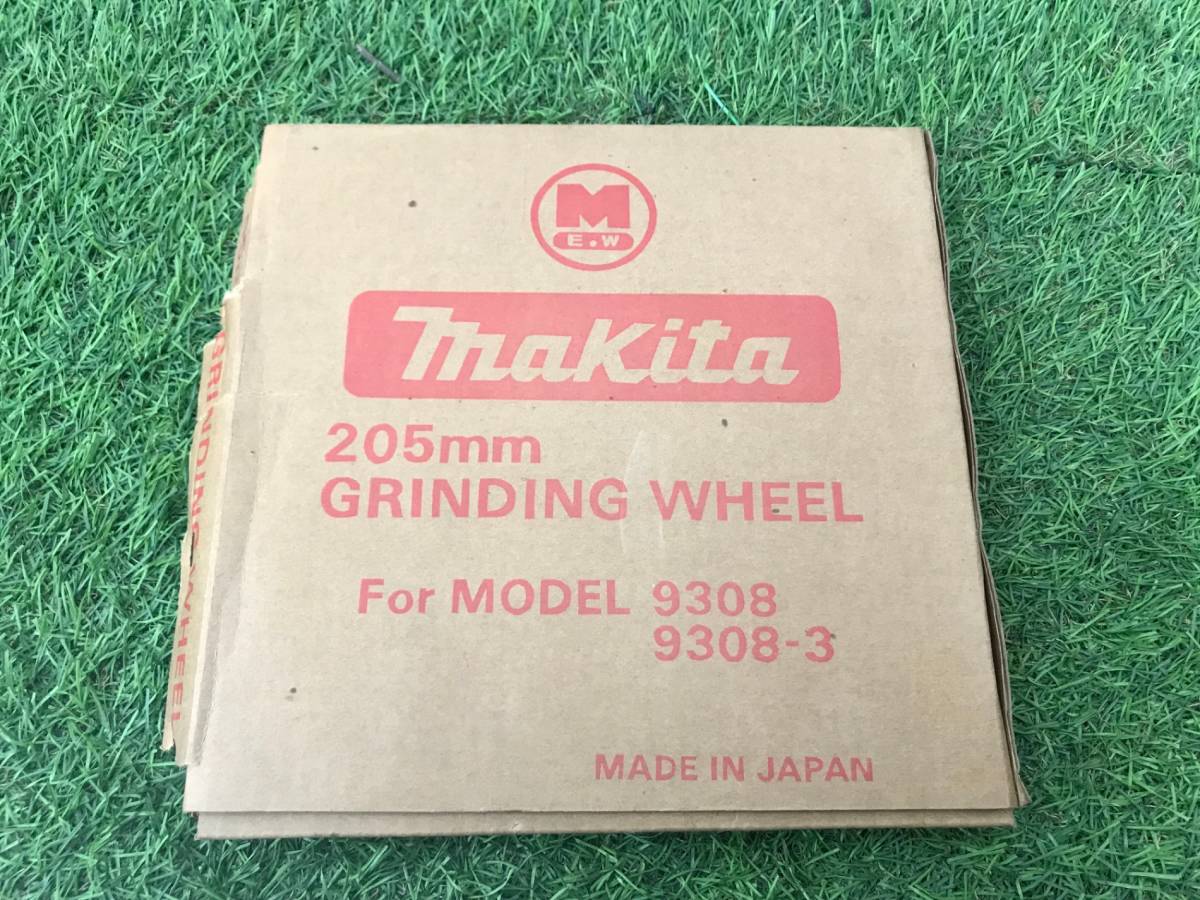 M
E.W
makita
205mm
GRINDING WHEEL
For MODEL 9308
9308-3
MADE IN JAPAN
GRINDING WHEEL